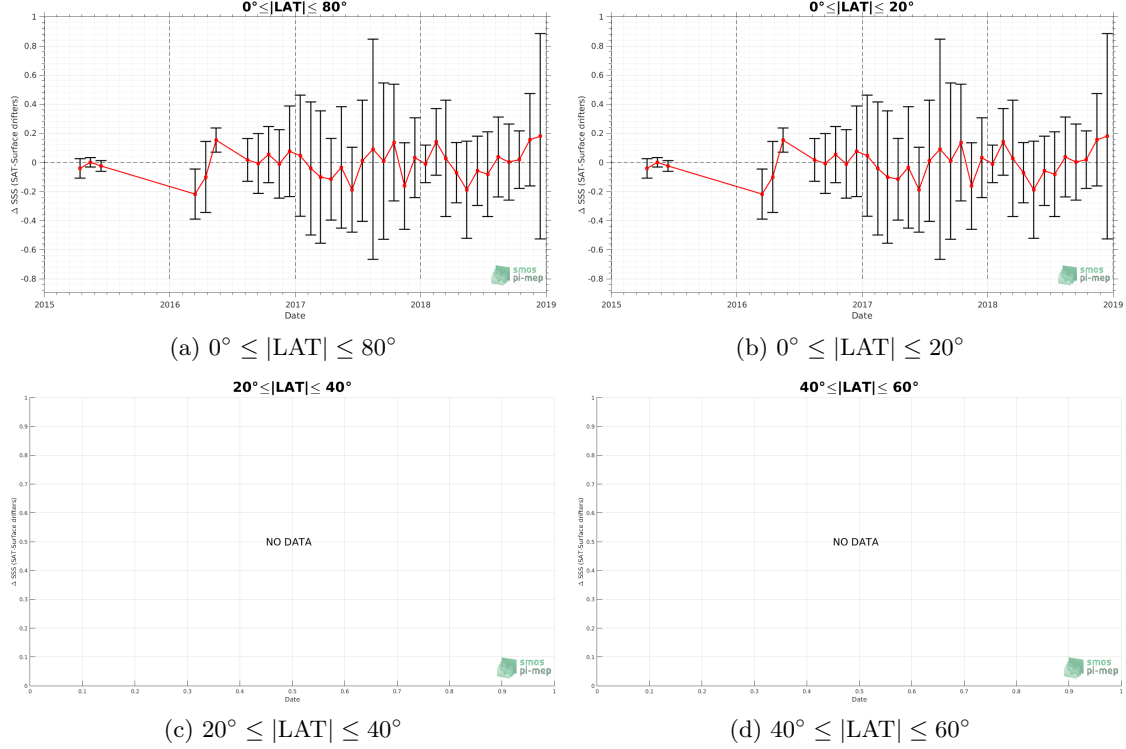 0°≤|LAT|≤ 80°
1
0.8
0.6
0.4
0.2
0
-0.2
-0.4
-0.6
-0.8
Δ SSS (SAT-Surface drifters)
2015
2016
2017
2018
2019
Date
smos
pi-mep
(a) 0° ≤ |LAT| ≤ 80°
0°≤|LAT|≤ 20°
1
0.8
0.6
0.4
0.2
0
-0.2
-0.4
-0.6
-0.8
Δ SSS (SAT-Surface drifters)
2015
2016
2017
2018
2019
Date
smos
pi-mep
(b) 0° ≤ |LAT| ≤ 20°
20°≤|LAT|≤ 40°
1
0.9
0.8
0.7
0.6
0.5
0.4
0.3
0.2
0.1
0
Δ SSS (SAT-Surface drifters)
NO DATA
0
0.1
0.2
0.3
0.4
0.5
0.6
0.7
0.8
0.9
1
Date
smos
pi-mep
(c) 20° ≤ |LAT| ≤ 40°
40°≤|LAT|≤ 60°
1
0.9
0.8
0.7
0.6
0.5
0.4
0.3
0.2
0.1
0
Δ SSS (SAT-Surface drifters)
NO DATA
0
0.1
0.2
0.3
0.4
0.5
0.6
0.7
0.8
0.9
1
Date
smos
pi-mep
(d) 40° ≤ |LAT| ≤ 60°